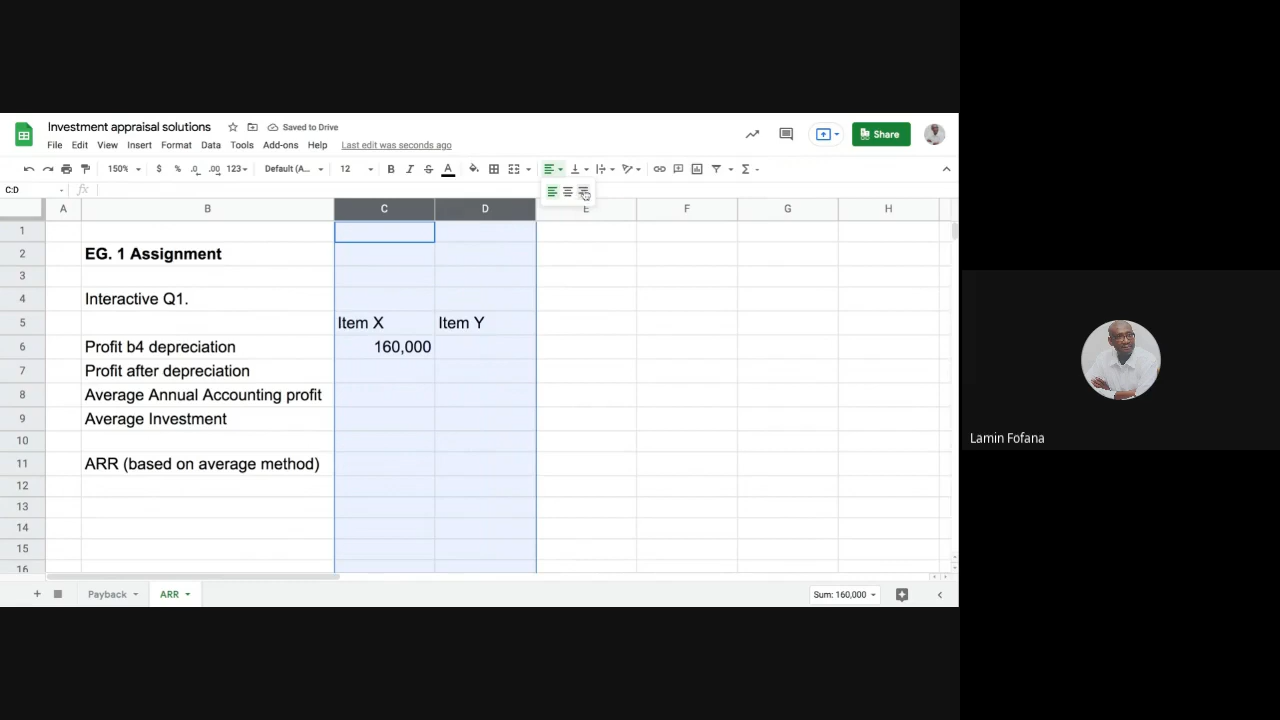 Investment appraisal solutions
Saved to Drive
File Edit View Insert Format Data Tools Add-ons Help Last edit was seconds ago
Share
150% $ % .0 .00 123 Default (A... 12 B I S A Σ
C:D fx
A B C D E F G H
1
2 EG. 1 Assignment
3
4 Interactive Q1.
5 Item X Item Y
6 Profit b4 depreciation 160,000
7 Profit after depreciation
8 Average Annual Accounting profit
9 Average Investment
10
11 ARR (based on average method)
12
13
14
15
16
+ Payback ARR Sum: 160,000
Lamin Fofana